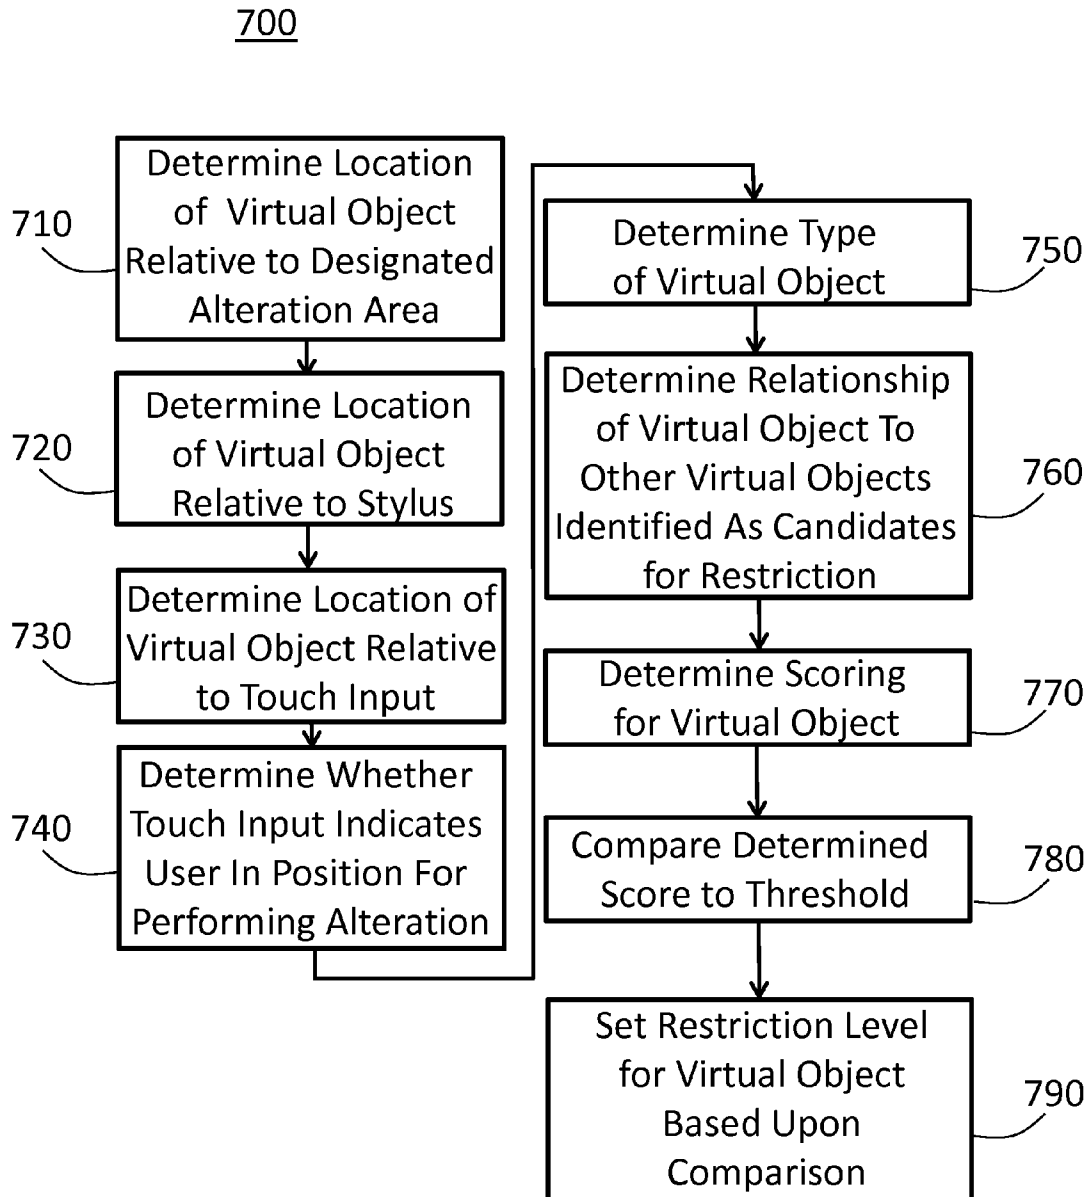 700
710
Determine Location
of Virtual Object
Relative to Designated
Alteration Area
720
Determine Location
of Virtual Object
Relative to Stylus
730
Determine Location of
Virtual Object Relative
to Touch Input
740
Determine Whether
Touch Input Indicates
User In Position For
Performing Alteration
Determine Type
of Virtual Object
750
Determine Relationship
of Virtual Object To
Other Virtual Objects
Identified As Candidates
for Restriction
760
Determine Scoring
for Virtual Object
770
Compare Determined
Score to Threshold
780
Set Restriction Level
for Virtual Object
Based Upon
Comparison
790